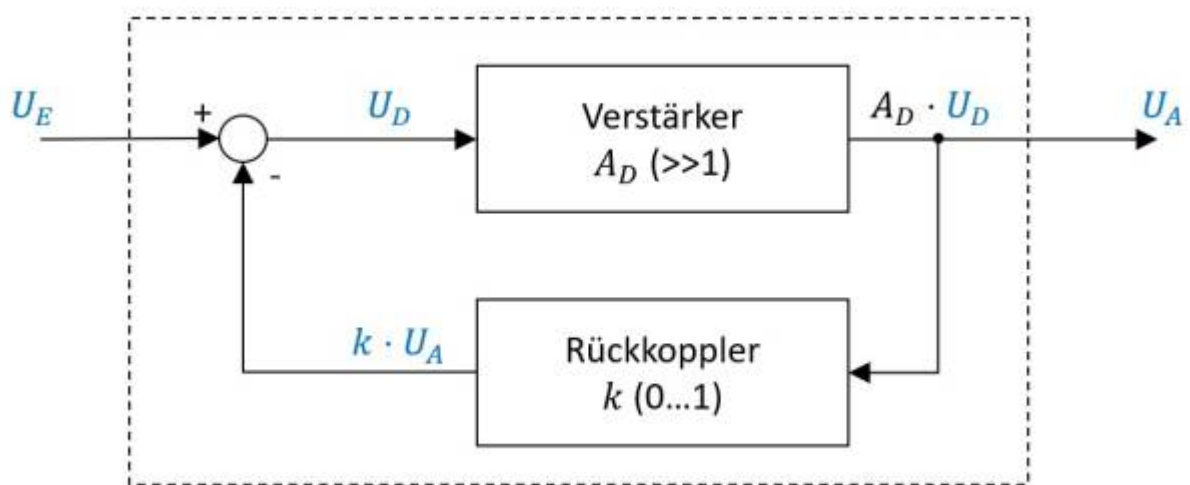 U_E
+
-
U_D
Verstärker
A_D (>>1)
A_D · U_D
U_A
k · U_A
Rückkoppler
k (0...1)